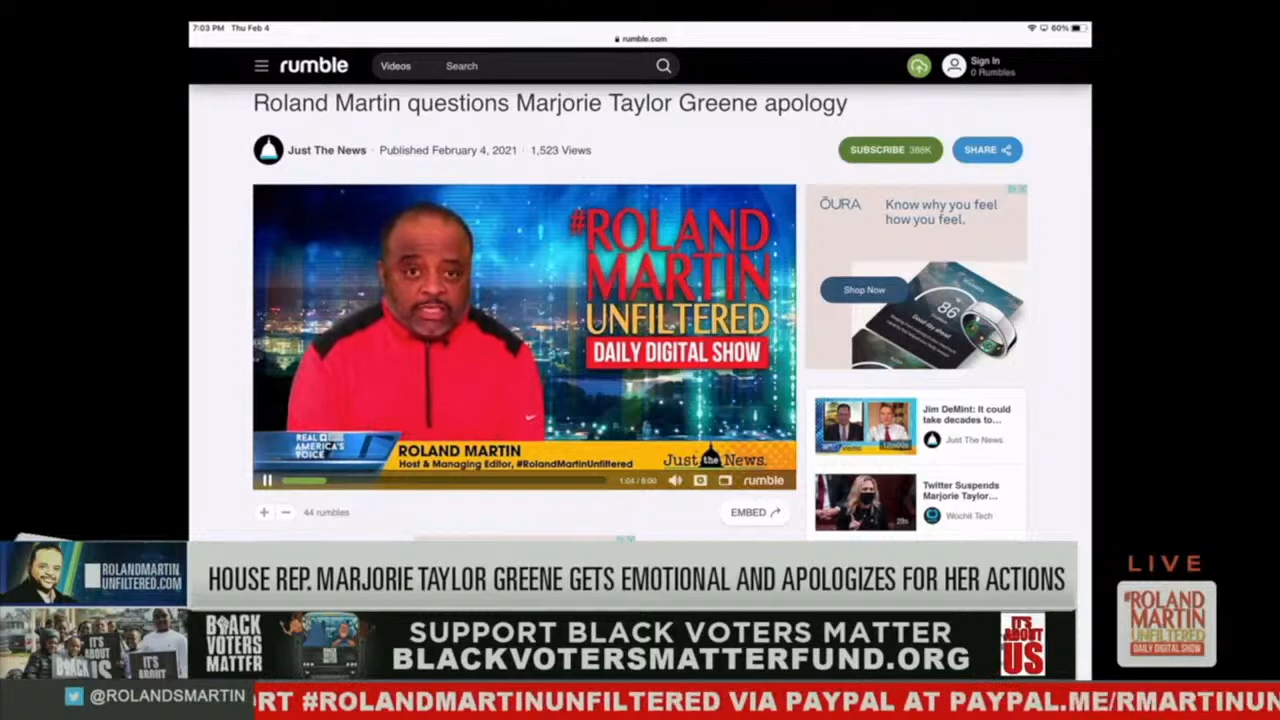 7:03 PM Thu Feb 4
60%
rumble.com
rumble
Videos
Search
Sign In
0 Rumbles
Roland Martin questions Marjorie Taylor Greene apology
Just The News · Published February 4, 2021 · 1,523 Views
SUBSCRIBE 388K
SHARE
#ROLAND
MARTIN
UNFILTERED
DAILY DIGITAL SHOW
REAL
AMERICA'S
VOICE
ROLAND MARTIN
Host & Managing Editor, #RolandMartinUnfiltered
Just the News.
1:04 / 8:00
rumble
+ − 44 rumbles
EMBED
ŌURA
Know why you feel
how you feel.
Shop Now
86
Good day ahead
Jim DeMint: It could
take decades to...
Just The News
Twitter Suspends
Marjorie Taylor...
Wochit Tech
29s
ROLANDMARTIN
UNFILTERED.COM
HOUSE REP. MARJORIE TAYLOR GREENE GETS EMOTIONAL AND APOLOGIZES FOR HER ACTIONS
LIVE
#ROLAND
MARTIN
UNFILTERED
DAILY DIGITAL SHOW
IT'S
ABOUT
US
IT'S
BLACK
VOTERS
MATTER
SUPPORT BLACK VOTERS MATTER
BLACKVOTERSMATTERFUND.ORG
IT'S
ABOUT
US
@ROLANDSMARTIN
RT #ROLANDMARTINUNFILTERED VIA PAYPAL AT PAYPAL.ME/RMARTINUN